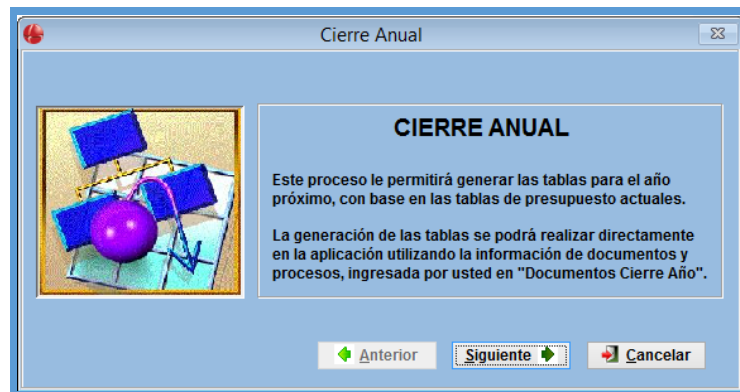 Cierre Anual
CIERRE ANUAL
Este proceso le permitirá generar las tablas para el año
próximo, con base en las tablas de presupuesto actuales.
La generación de las tablas se podrá realizar directamente
en la aplicación utilizando la información de documentos y
procesos, ingresada por usted en "Documentos Cierre Año".
Anterior Siguiente Cancelar